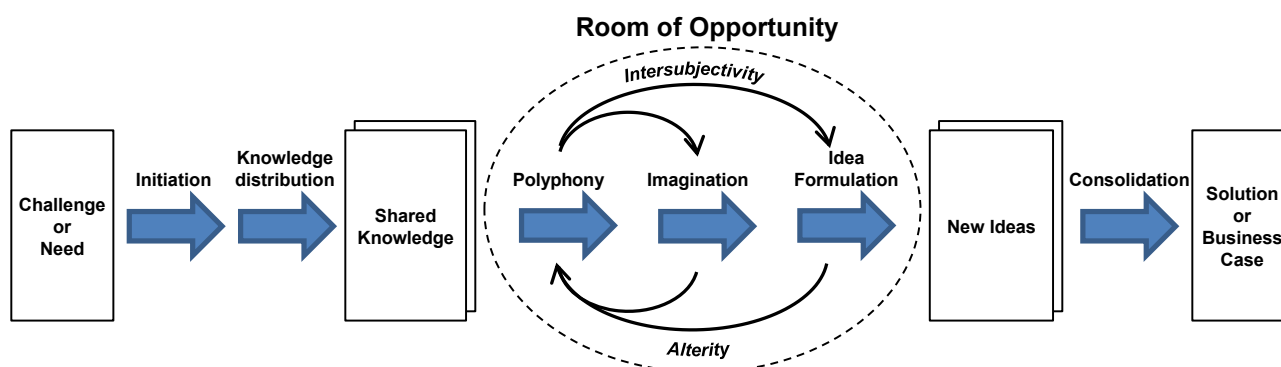 Room of Opportunity
Intersubjectivity
Challenge
or
Need
Initiation
Knowledge
distribution
Shared
Knowledge
Polyphony
Imagination
Idea
Formulation
Alterity
New Ideas
Consolidation
Solution
or
Business
Case